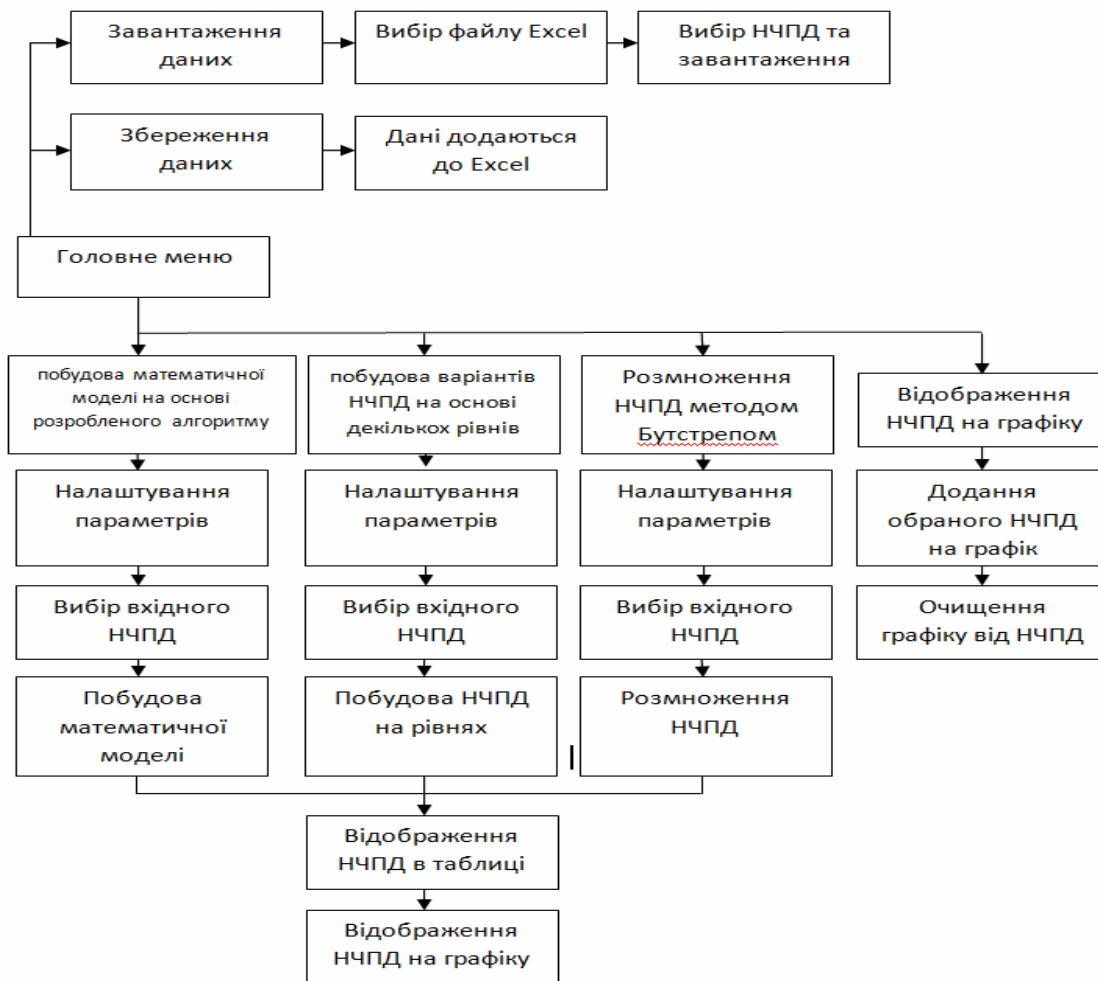 Завантаження
даних
Вибір файлу Excel
Вибір НЧПД та
завантаження
Збереження
даних
Дані додаються
до Excel
Головне меню
побудова математичної
моделі на основі
розробленого алгоритму
побудова варіантів
НЧПД на основі
декількох рівнів
Розмноження
НЧПД методом
Бутстрепом
Відображення
НЧПД на графіку
Налаштування
параметрів
Налаштування
параметрів
Налаштування
параметрів
Додання
обраного НЧПД
на графік
Вибір вхідного
НЧПД
Вибір вхідного
НЧПД
Вибір вхідного
НЧПД
Очищення
графіку від НЧПД
Побудова
математичної
моделі
Побудова НЧПД
на рівнях
Розмноження
НЧПД
Відображення
НЧПД в таблиці
Відображення
НЧПД на графіку